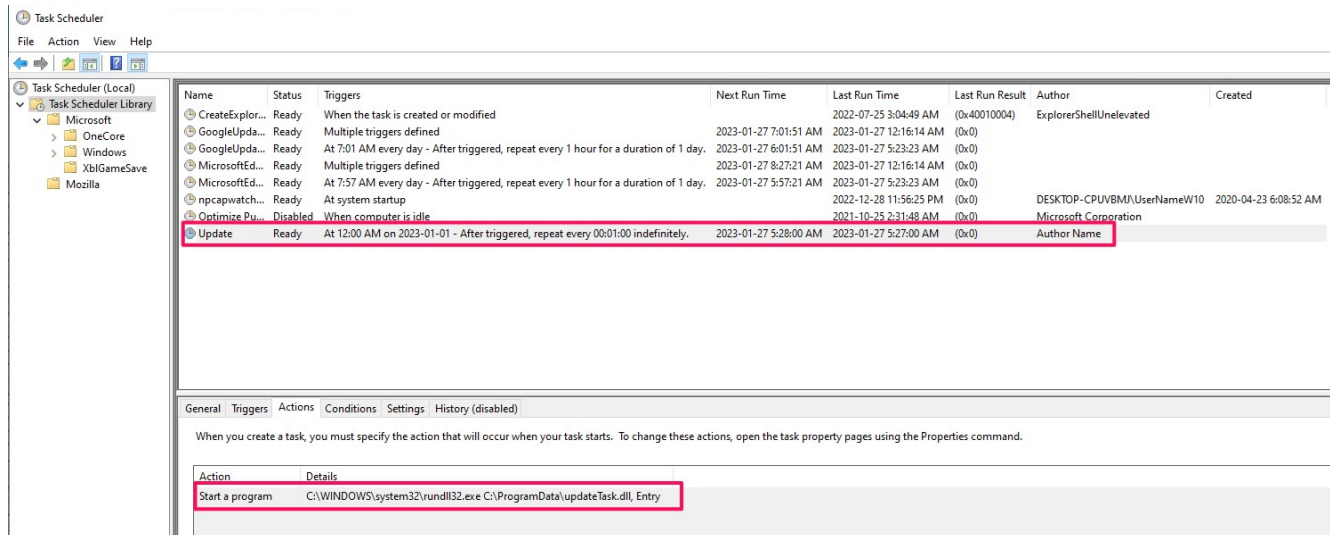 Task Scheduler
File Action View Help
Task Scheduler (Local)
Task Scheduler Library
Microsoft
OneCore
Windows
XblGameSave
Mozilla
Name Status Triggers Next Run Time Last Run Time Last Run Result Author Created
CreateExplor... Ready When the task is created or modified 2022-07-25 3:04:49 AM (0x40010004) ExplorerShellUnelevated
GoogleUpda... Ready Multiple triggers defined 2023-01-27 7:01:51 AM 2023-01-27 12:16:14 AM (0x0)
GoogleUpda... Ready At 7:01 AM every day - After triggered, repeat every 1 hour for a duration of 1 day. 2023-01-27 6:01:51 AM 2023-01-27 5:23:23 AM (0x0)
MicrosoftEd... Ready Multiple triggers defined 2023-01-27 8:27:21 AM 2023-01-27 12:16:14 AM (0x0)
MicrosoftEd... Ready At 7:57 AM every day - After triggered, repeat every 1 hour for a duration of 1 day. 2023-01-27 5:57:21 AM 2023-01-27 5:23:23 AM (0x0)
npcapwatch... Ready At system startup 2022-12-28 11:56:25 PM (0x0) DESKTOP-CPUVBMJ\UserNameW10 2020-04-23 6:08:52 AM
Optimize Pu... Disabled When computer is idle 2021-10-25 2:31:48 AM (0x0) Microsoft Corporation
Update Ready At 12:00 AM on 2023-01-01 - After triggered, repeat every 00:01:00 indefinitely. 2023-01-27 5:28:00 AM 2023-01-27 5:27:00 AM (0x0) Author Name
General Triggers Actions Conditions Settings History (disabled)
When you create a task, you must specify the action that will occur when your task starts. To change these actions, open the task property pages using the Properties command.
Action Details
Start a program C:\WINDOWS\system32\rundll32.exe C:\ProgramData\updateTask.dll, Entry